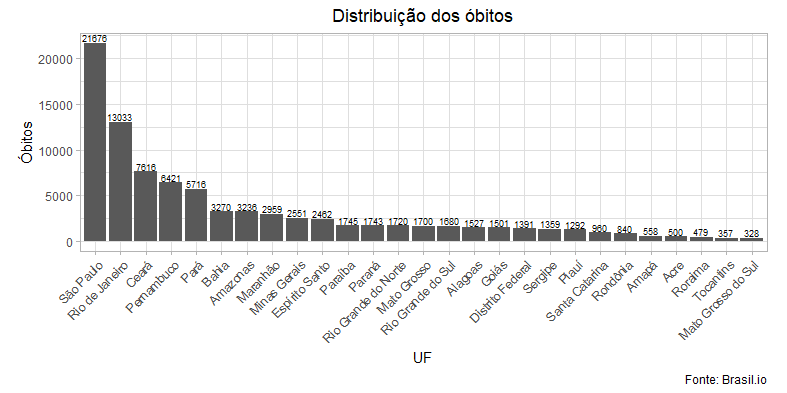 Distribuição dos óbitos
Óbitos
20000
15000
10000
5000
0
21676
13033
7616
6421
5716
3270
3236
2959
2551
2462
1745
1743
1720
1700
1680
1527
1501
1391
1359
1292
960
840
558
500
479
357
328
São Paulo
Rio de Janeiro
Ceará
Pernambuco
Pará
Bahia
Amazonas
Maranhão
Minas Gerais
Espírito Santo
Paraíba
Paraná
Rio Grande do Norte
Mato Grosso
Rio Grande do Sul
Alagoas
Goiás
Distrito Federal
Sergipe
Piauí
Santa Catarina
Rondônia
Amapá
Acre
Roraima
Tocantins
Mato Grosso do Sul
UF
Fonte: Brasil.io